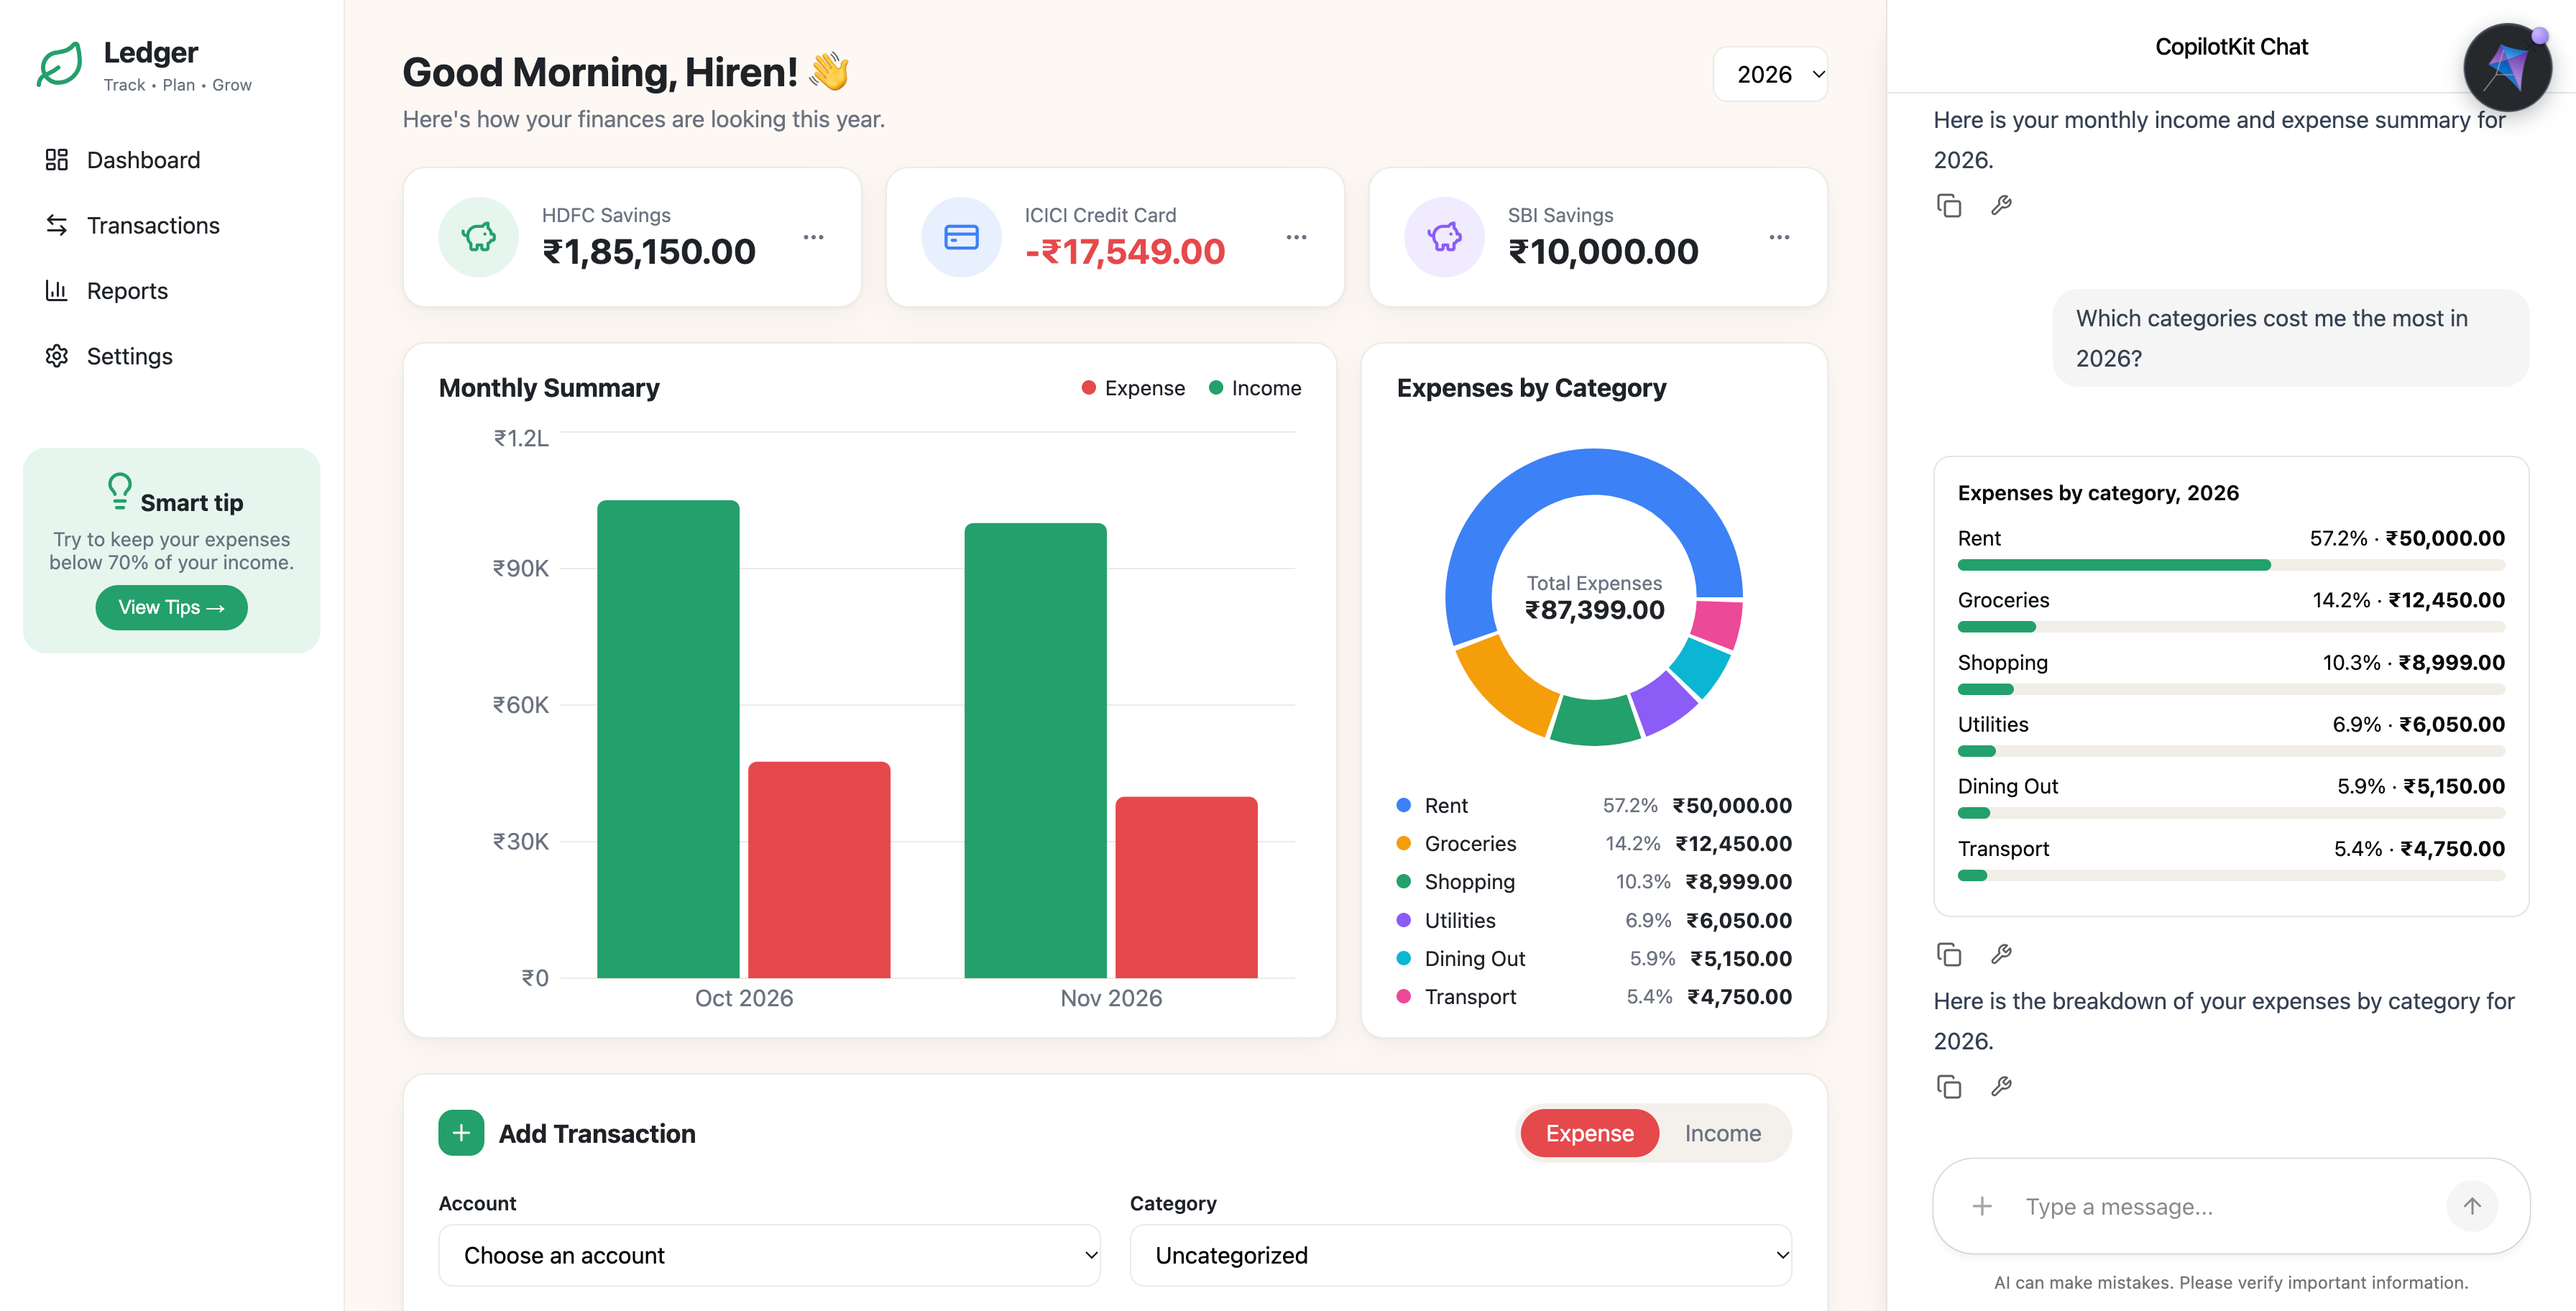 Ledger
Track • Plan • Grow
Dashboard
Transactions
Reports
Settings
Smart tip
Try to keep your expenses
below 70% of your income.
View Tips →
Good Morning, Hiren! 👋
Here's how your finances are looking this year.
2026
HDFC Savings
₹1,85,150.00
ICICI Credit Card
-₹17,549.00
SBI Savings
₹10,000.00
Monthly Summary
Expense
Income
₹1.2L
₹90K
₹60K
₹30K
₹0
Oct 2026
Nov 2026
Expenses by Category
Total Expenses
₹87,399.00
Rent 57.2% ₹50,000.00
Groceries 14.2% ₹12,450.00
Shopping 10.3% ₹8,999.00
Utilities 6.9% ₹6,050.00
Dining Out 5.9% ₹5,150.00
Transport 5.4% ₹4,750.00
Add Transaction
Expense
Income
Account
Choose an account
Category
Uncategorized
CopilotKit Chat
Here is your monthly income and expense summary for
2026.
Which categories cost me the most in
2026?
Expenses by category, 2026
Rent 57.2% · ₹50,000.00
Groceries 14.2% · ₹12,450.00
Shopping 10.3% · ₹8,999.00
Utilities 6.9% · ₹6,050.00
Dining Out 5.9% · ₹5,150.00
Transport 5.4% · ₹4,750.00
Here is the breakdown of your expenses by category for
2026.
Type a message...
AI can make mistakes. Please verify important information.